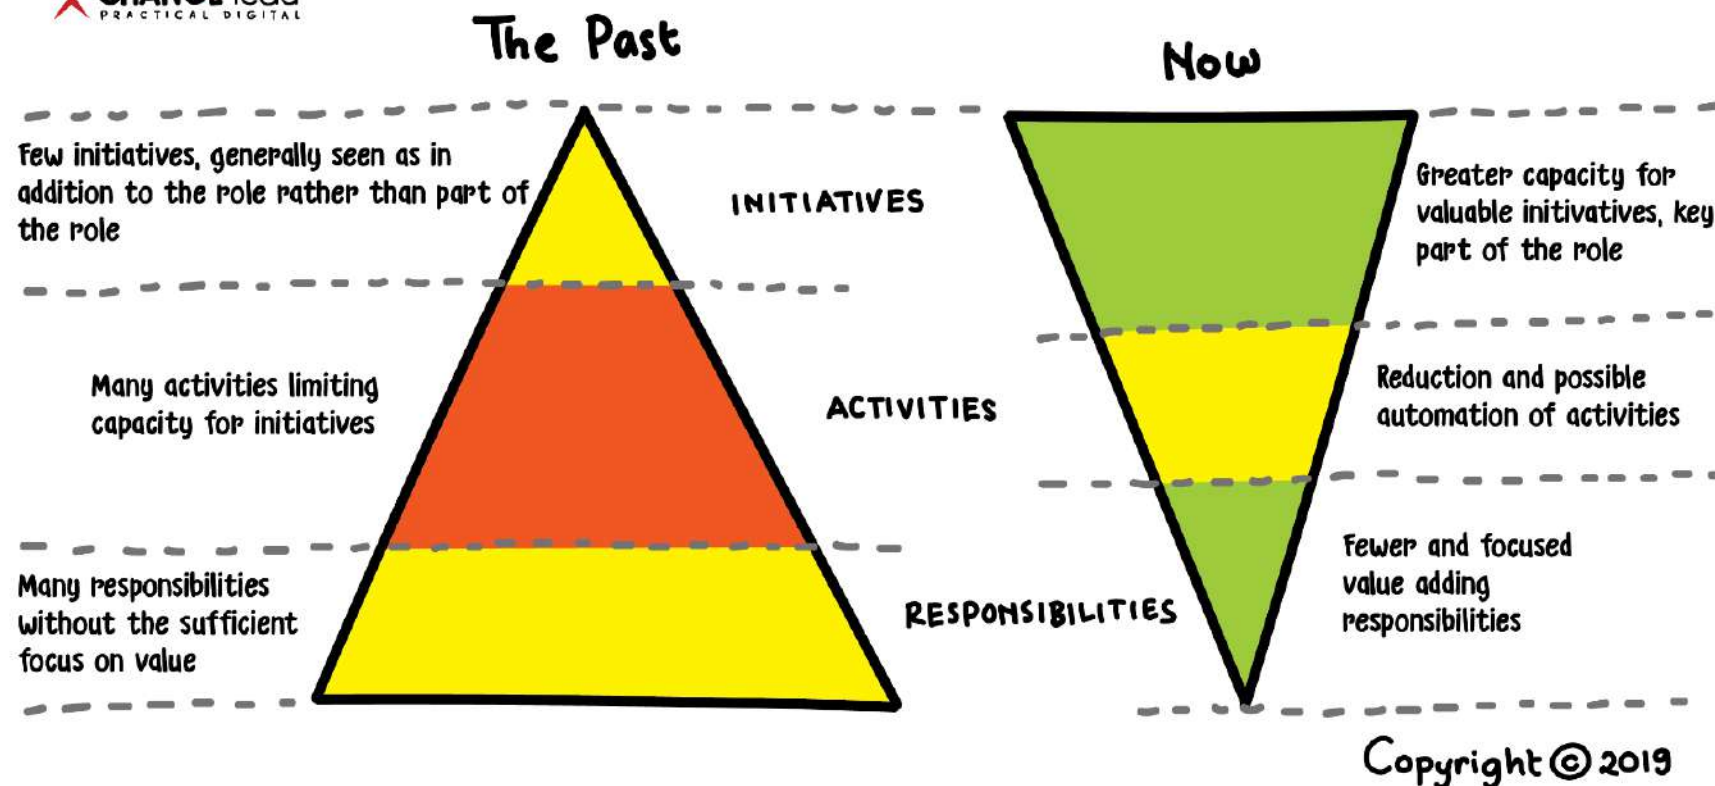 CHANGE lead
PRACTICAL DIGITAL
The Past
Now
Few initiatives, generally seen as in
addition to the role rather than part of
the role
INITIATIVES
Greater capacity for
valuable initivatives, key
part of the role
Many activities limiting
capacity for initiatives
ACTIVITIES
Reduction and possible
automation of activities
Many responsibilities
without the sufficient
focus on value
RESPONSIBILITIES
Fewer and focused
value adding
responsibilities
Copyright © 2019